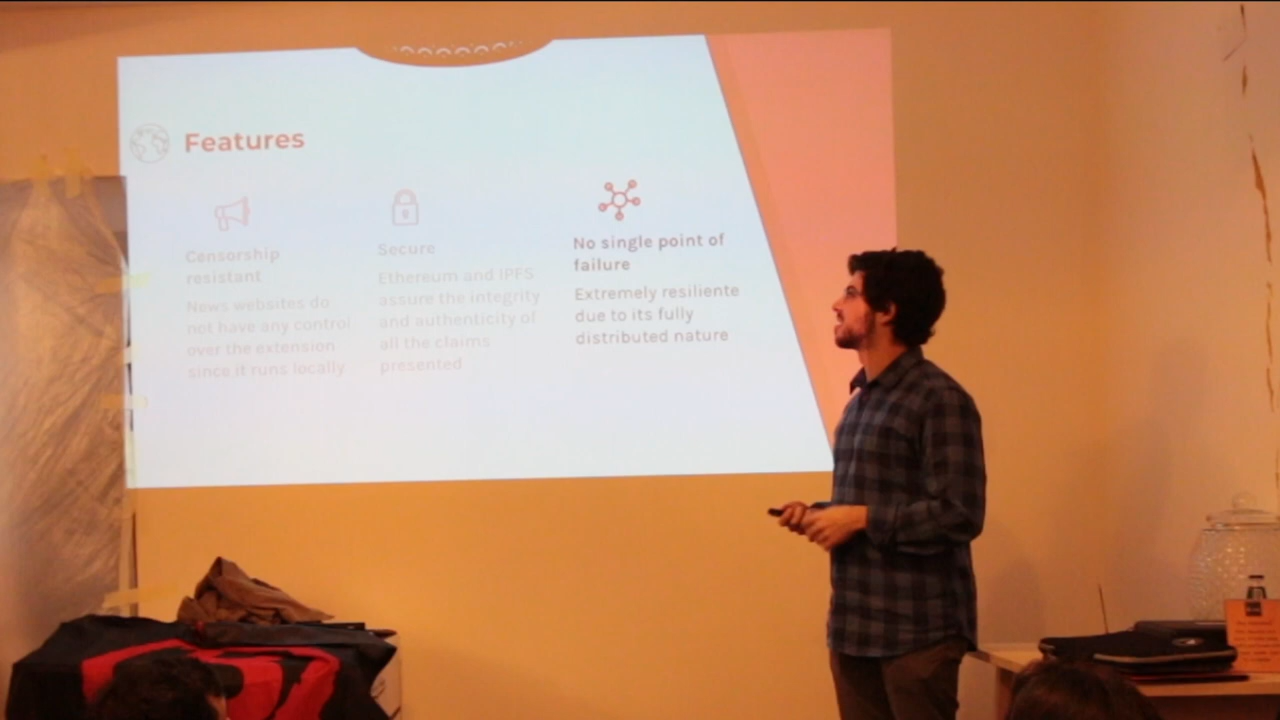 Features
Censorship
resistant
News websites do
not have any control
over the extension
since it runs locally
Secure
Ethereum and IPFS
assure the integrity
and authenticity of
all the claims
presented
No single point of
failure
Extremely resiliente
due to its fully
distributed nature